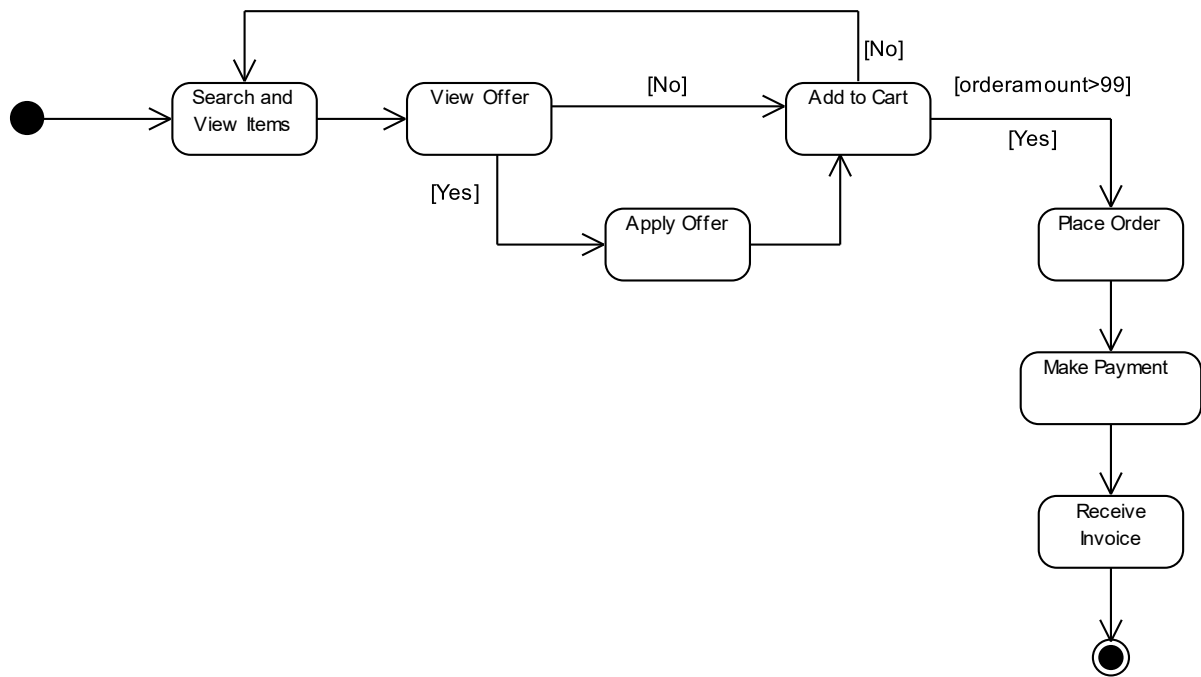 [No]
[orderamount>99]
Search and
View Items
View Offer
[No]
Add to Cart
[Yes]
[Yes]
Apply Offer
Place Order
Make Payment
Receive
Invoice